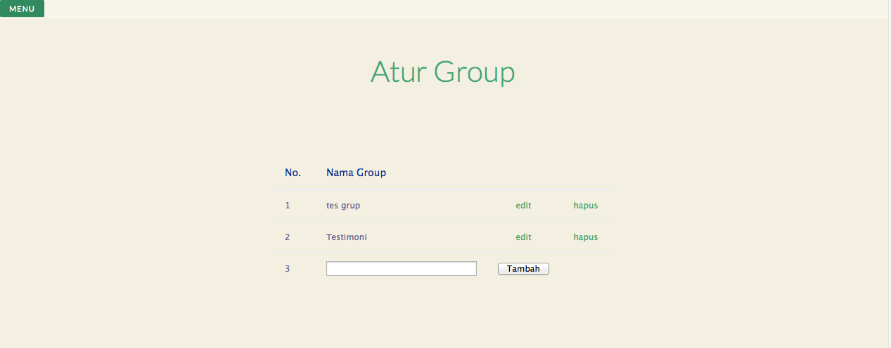 MENU
Atur Group
No. Nama Group
1 tes grup edit hapus
2 Testimoni edit hapus
3 Tambah